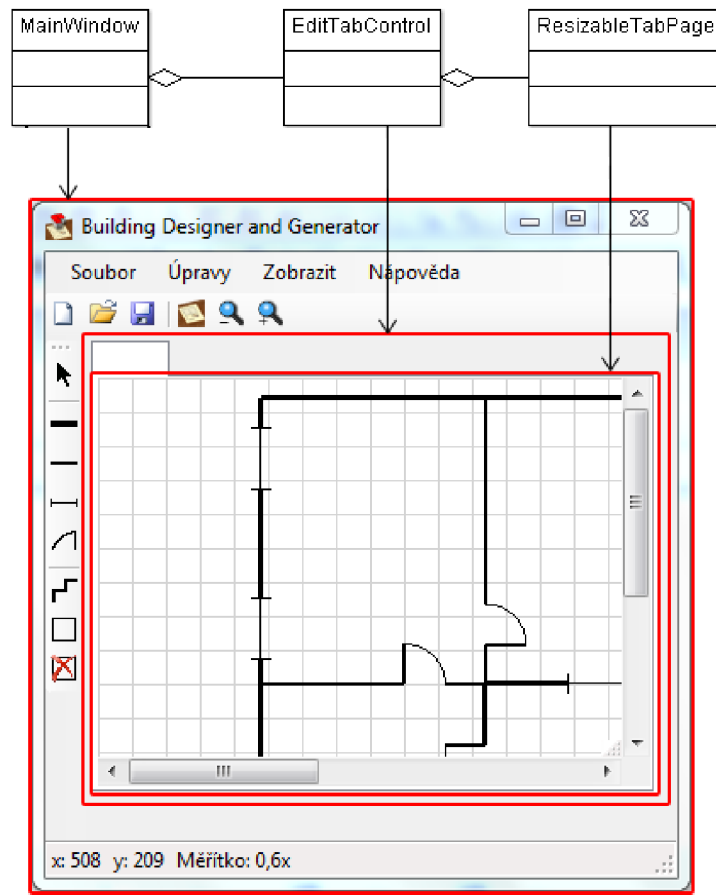 MainWindow EditTabControl ResizableTabPage
Building Designer and Generator
Soubor Úpravy Zobrazit Nápověda
x: 508 y: 209 Měřítko: 0,6x